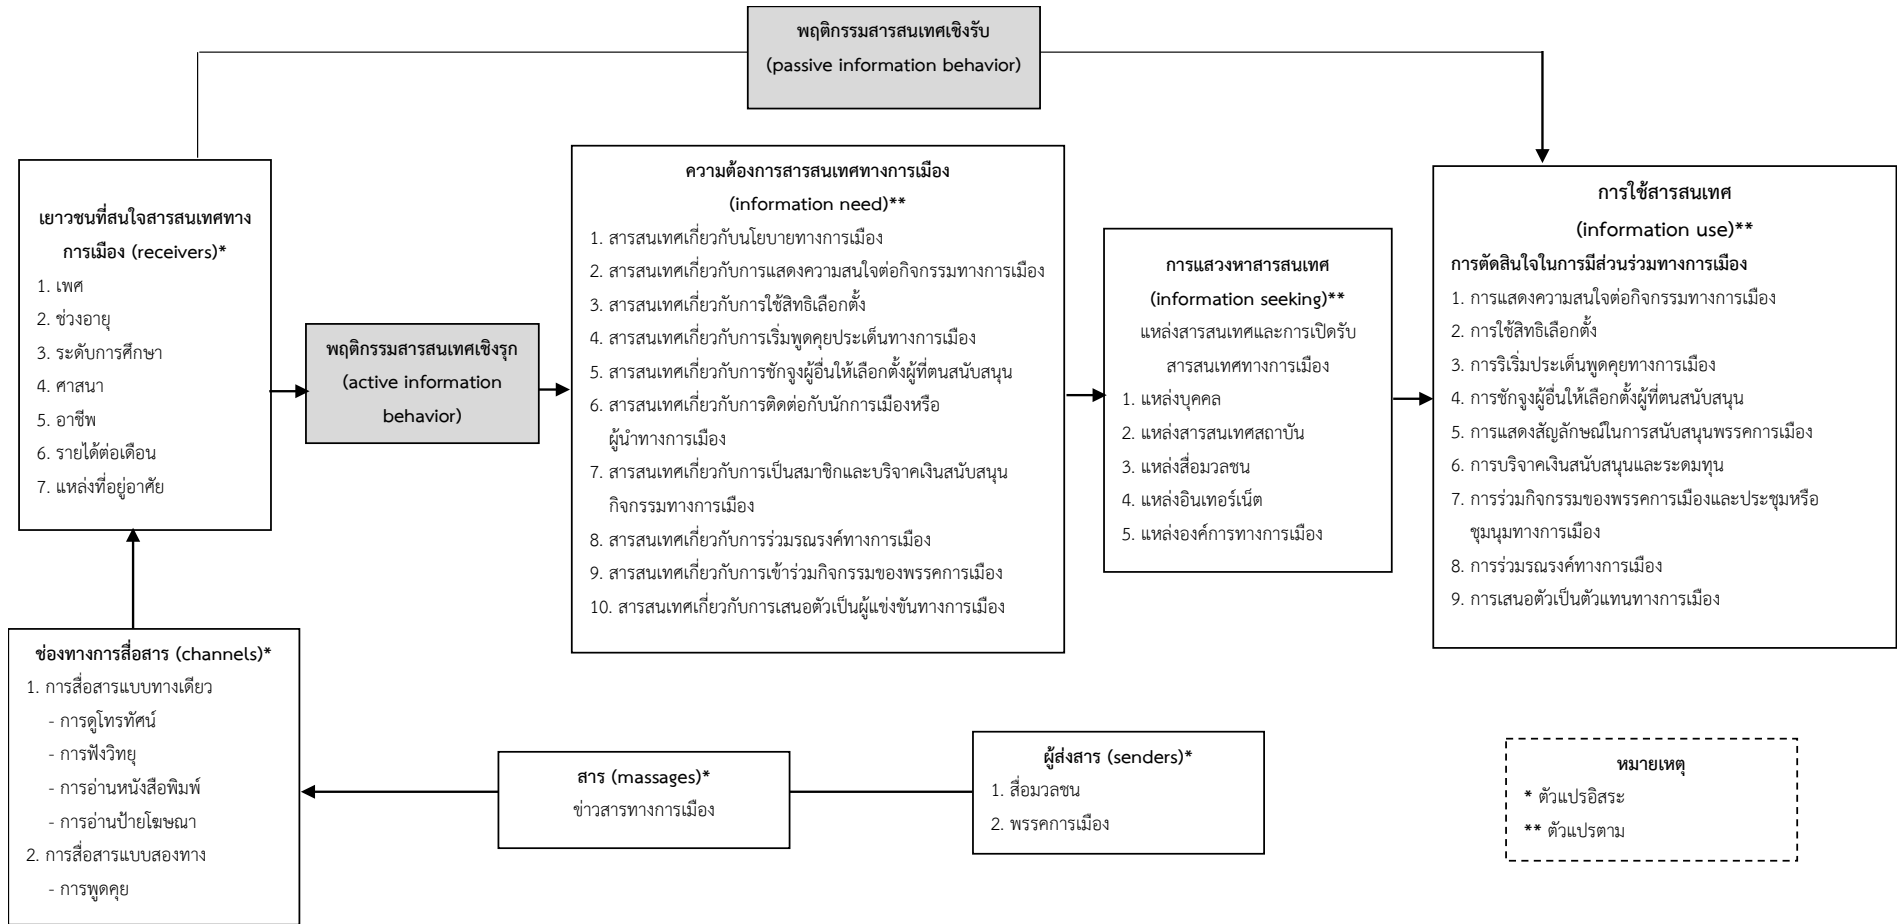 พฤติกรรมสารสนเทศเชิงรับ
(passive information behavior)
เยาวชนที่สนใจสารสนเทศทาง
การเมือง (receivers)*
1. เพศ
2. ช่วงอายุ
3. ระดับการศึกษา
4. ศาสนา
5. อาชีพ
6. รายได้ต่อเดือน
7. แหล่งที่อยู่อาศัย
พฤติกรรมสารสนเทศเชิงรุก
(active information
behavior)
ความต้องการสารสนเทศทางการเมือง
(information need)**
1. สารสนเทศเกี่ยวกับนโยบายทางการเมือง
2. สารสนเทศเกี่ยวกับการแสดงความสนใจต่อกิจกรรมทางการเมือง
3. สารสนเทศเกี่ยวกับการใช้สิทธิเลือกตั้ง
4. สารสนเทศเกี่ยวกับการเริ่มพูดคุยประเด็นทางการเมือง
5. สารสนเทศเกี่ยวกับการชักจูงผู้อื่นให้เลือกตั้งผู้ที่ตนสนับสนุน
6. สารสนเทศเกี่ยวกับการติดต่อกับนักการเมืองหรือ
ผู้นำทางการเมือง
7. สารสนเทศเกี่ยวกับการเป็นสมาชิกและบริจาคเงินสนับสนุน
กิจกรรมทางการเมือง
8. สารสนเทศเกี่ยวกับการร่วมรณรงค์ทางการเมือง
9. สารสนเทศเกี่ยวกับการเข้าร่วมกิจกรรมของพรรคการเมือง
10. สารสนเทศเกี่ยวกับการเสนอตัวเป็นผู้แข่งขันทางการเมือง
การแสวงหาสารสนเทศ
(information seeking)**
แหล่งสารสนเทศและการเปิดรับ
สารสนเทศทางการเมือง
1. แหล่งบุคคล
2. แหล่งสารสนเทศสถาบัน
3. แหล่งสื่อมวลชน
4. แหล่งอินเทอร์เน็ต
5. แหล่งองค์การทางการเมือง
การใช้สารสนเทศ
(information use)**
การตัดสินใจในการมีส่วนร่วมทางการเมือง
1. การแสดงความสนใจต่อกิจกรรมทางการเมือง
2. การใช้สิทธิเลือกตั้ง
3. การริเริ่มประเด็นพูดคุยทางการเมือง
4. การชักจูงผู้อื่นให้เลือกตั้งผู้ที่ตนสนับสนุน
5. การแสดงสัญลักษณ์ในการสนับสนุนพรรคการเมือง
6. การบริจาคเงินสนับสนุนและระดมทุน
7. การร่วมกิจกรรมของพรรคการเมืองและประชุมหรือ
ชุมนุมทางการเมือง
8. การร่วมรณรงค์ทางการเมือง
9. การเสนอตัวเป็นตัวแทนทางการเมือง
ช่องทางการสื่อสาร (channels)*
1. การสื่อสารแบบทางเดียว
- การดูโทรทัศน์
- การฟังวิทยุ
- การอ่านหนังสือพิมพ์
- การอ่านป้ายโฆษณา
2. การสื่อสารแบบสองทาง
- การพูดคุย
สาร (massages)*
ข่าวสารทางการเมือง
ผู้ส่งสาร (senders)*
1. สื่อมวลชน
2. พรรคการเมือง
หมายเหตุ
* ตัวแปรอิสระ
** ตัวแปรตาม